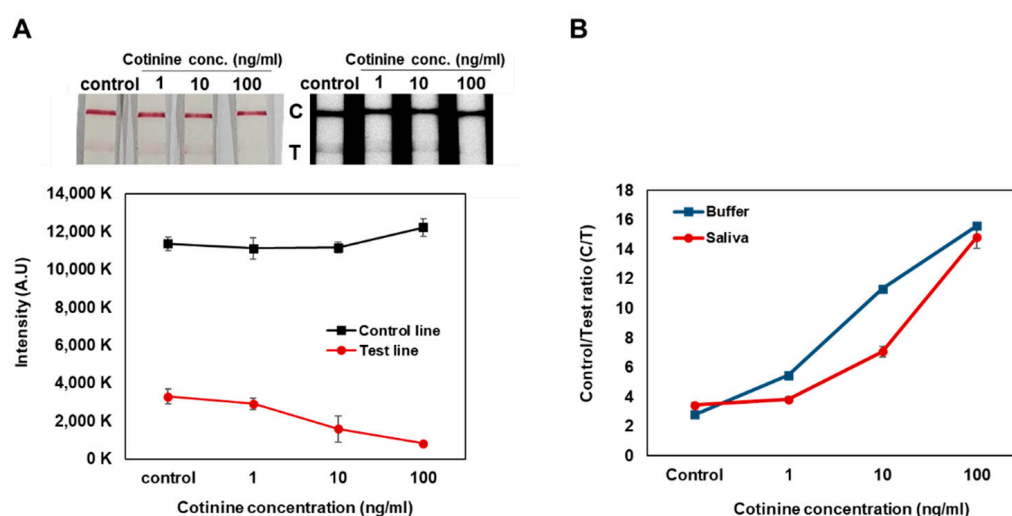 A
Cotinine conc. (ng/ml)
control 1 10 100
C
T
Cotinine conc. (ng/ml)
control 1 10 100
14,000 K
12,000 K
10,000 K
8,000 K
6,000 K
4,000 K
2,000 K
0 K
Intensity (A.U)
Control line
Test line
control 1 10 100
Cotinine concentration (ng/ml)
B
18
16
14
12
10
8
6
4
2
0
Control/Test ratio (C/T)
Buffer
Saliva
Control 1 10 100
Cotinine concentration (ng/ml)